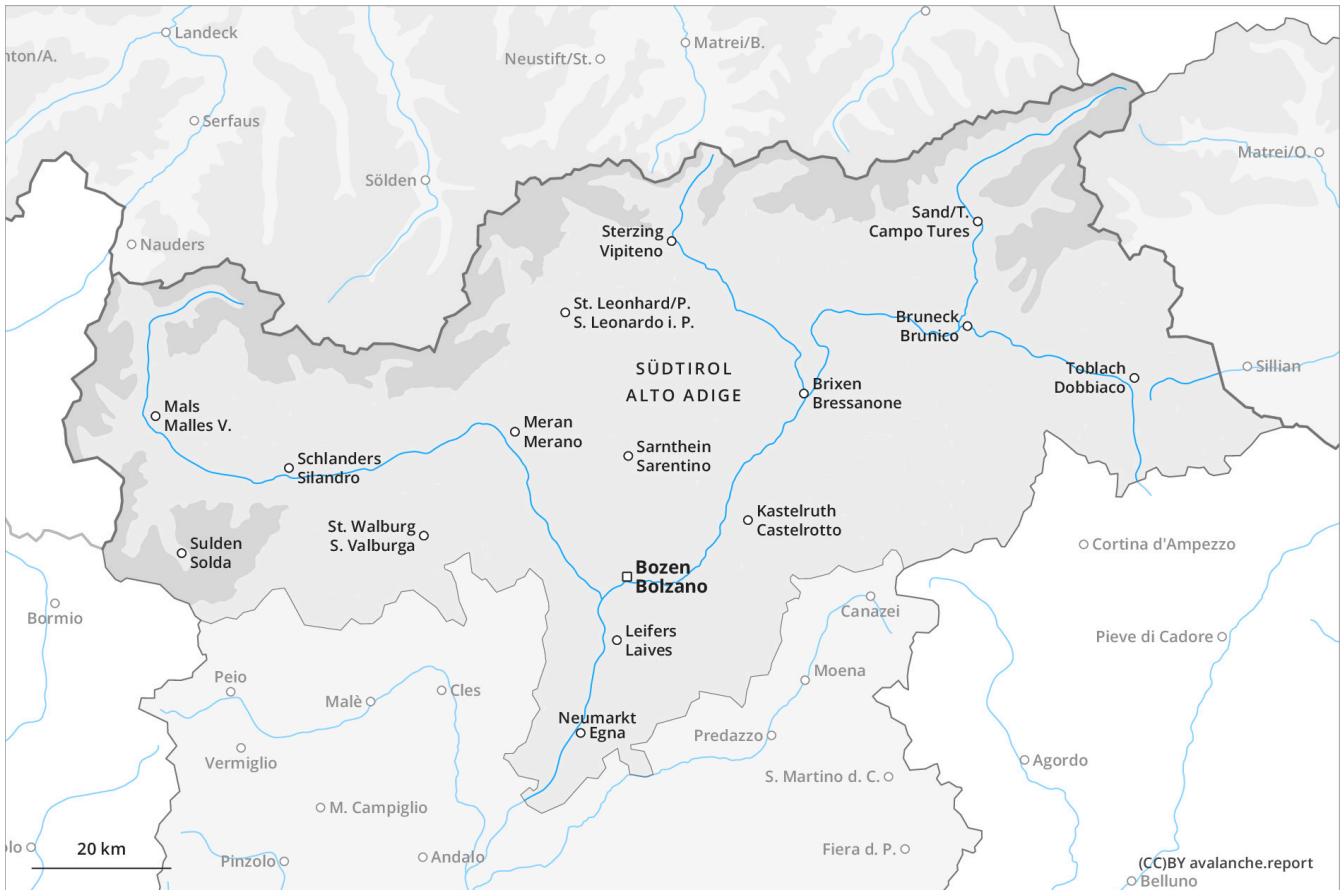 Landeck
nton/A.
Matrei/B.
Neustift/St.
Serfaus
Matrei/O.
Sölden
Sand/T.
Campo Tures
Sterzing
Vipiteno
Nauders
St. Leonhard/P.
S. Leonardo i. P.
Bruneck
Brunico
SÜDTIROL
ALTO ADIGE
Toblach
Dobbiaco
Sillian
Brixen
Bressanone
Mals
Malles V.
Meran
Merano
Sarnthein
Sarentino
Schlanders
Silandro
Kastelruth
Castelrotto
St. Walburg
S. Valburga
Sulden
Solda
Cortina d'Ampezzo
Bozen
Bolzano
Bormio
Canazei
Leifers
Laives
Pieve di Cadore
Peio
Moena
Malè
Cles
Neumarkt
Egna
Predazzo
Vermiglio
Agordo
S. Martino d. C.
M. Campiglio
olo
20 km
Pinzolo
Andalo
Fiera d. P.
(CC)BY avalanche.report
Belluno